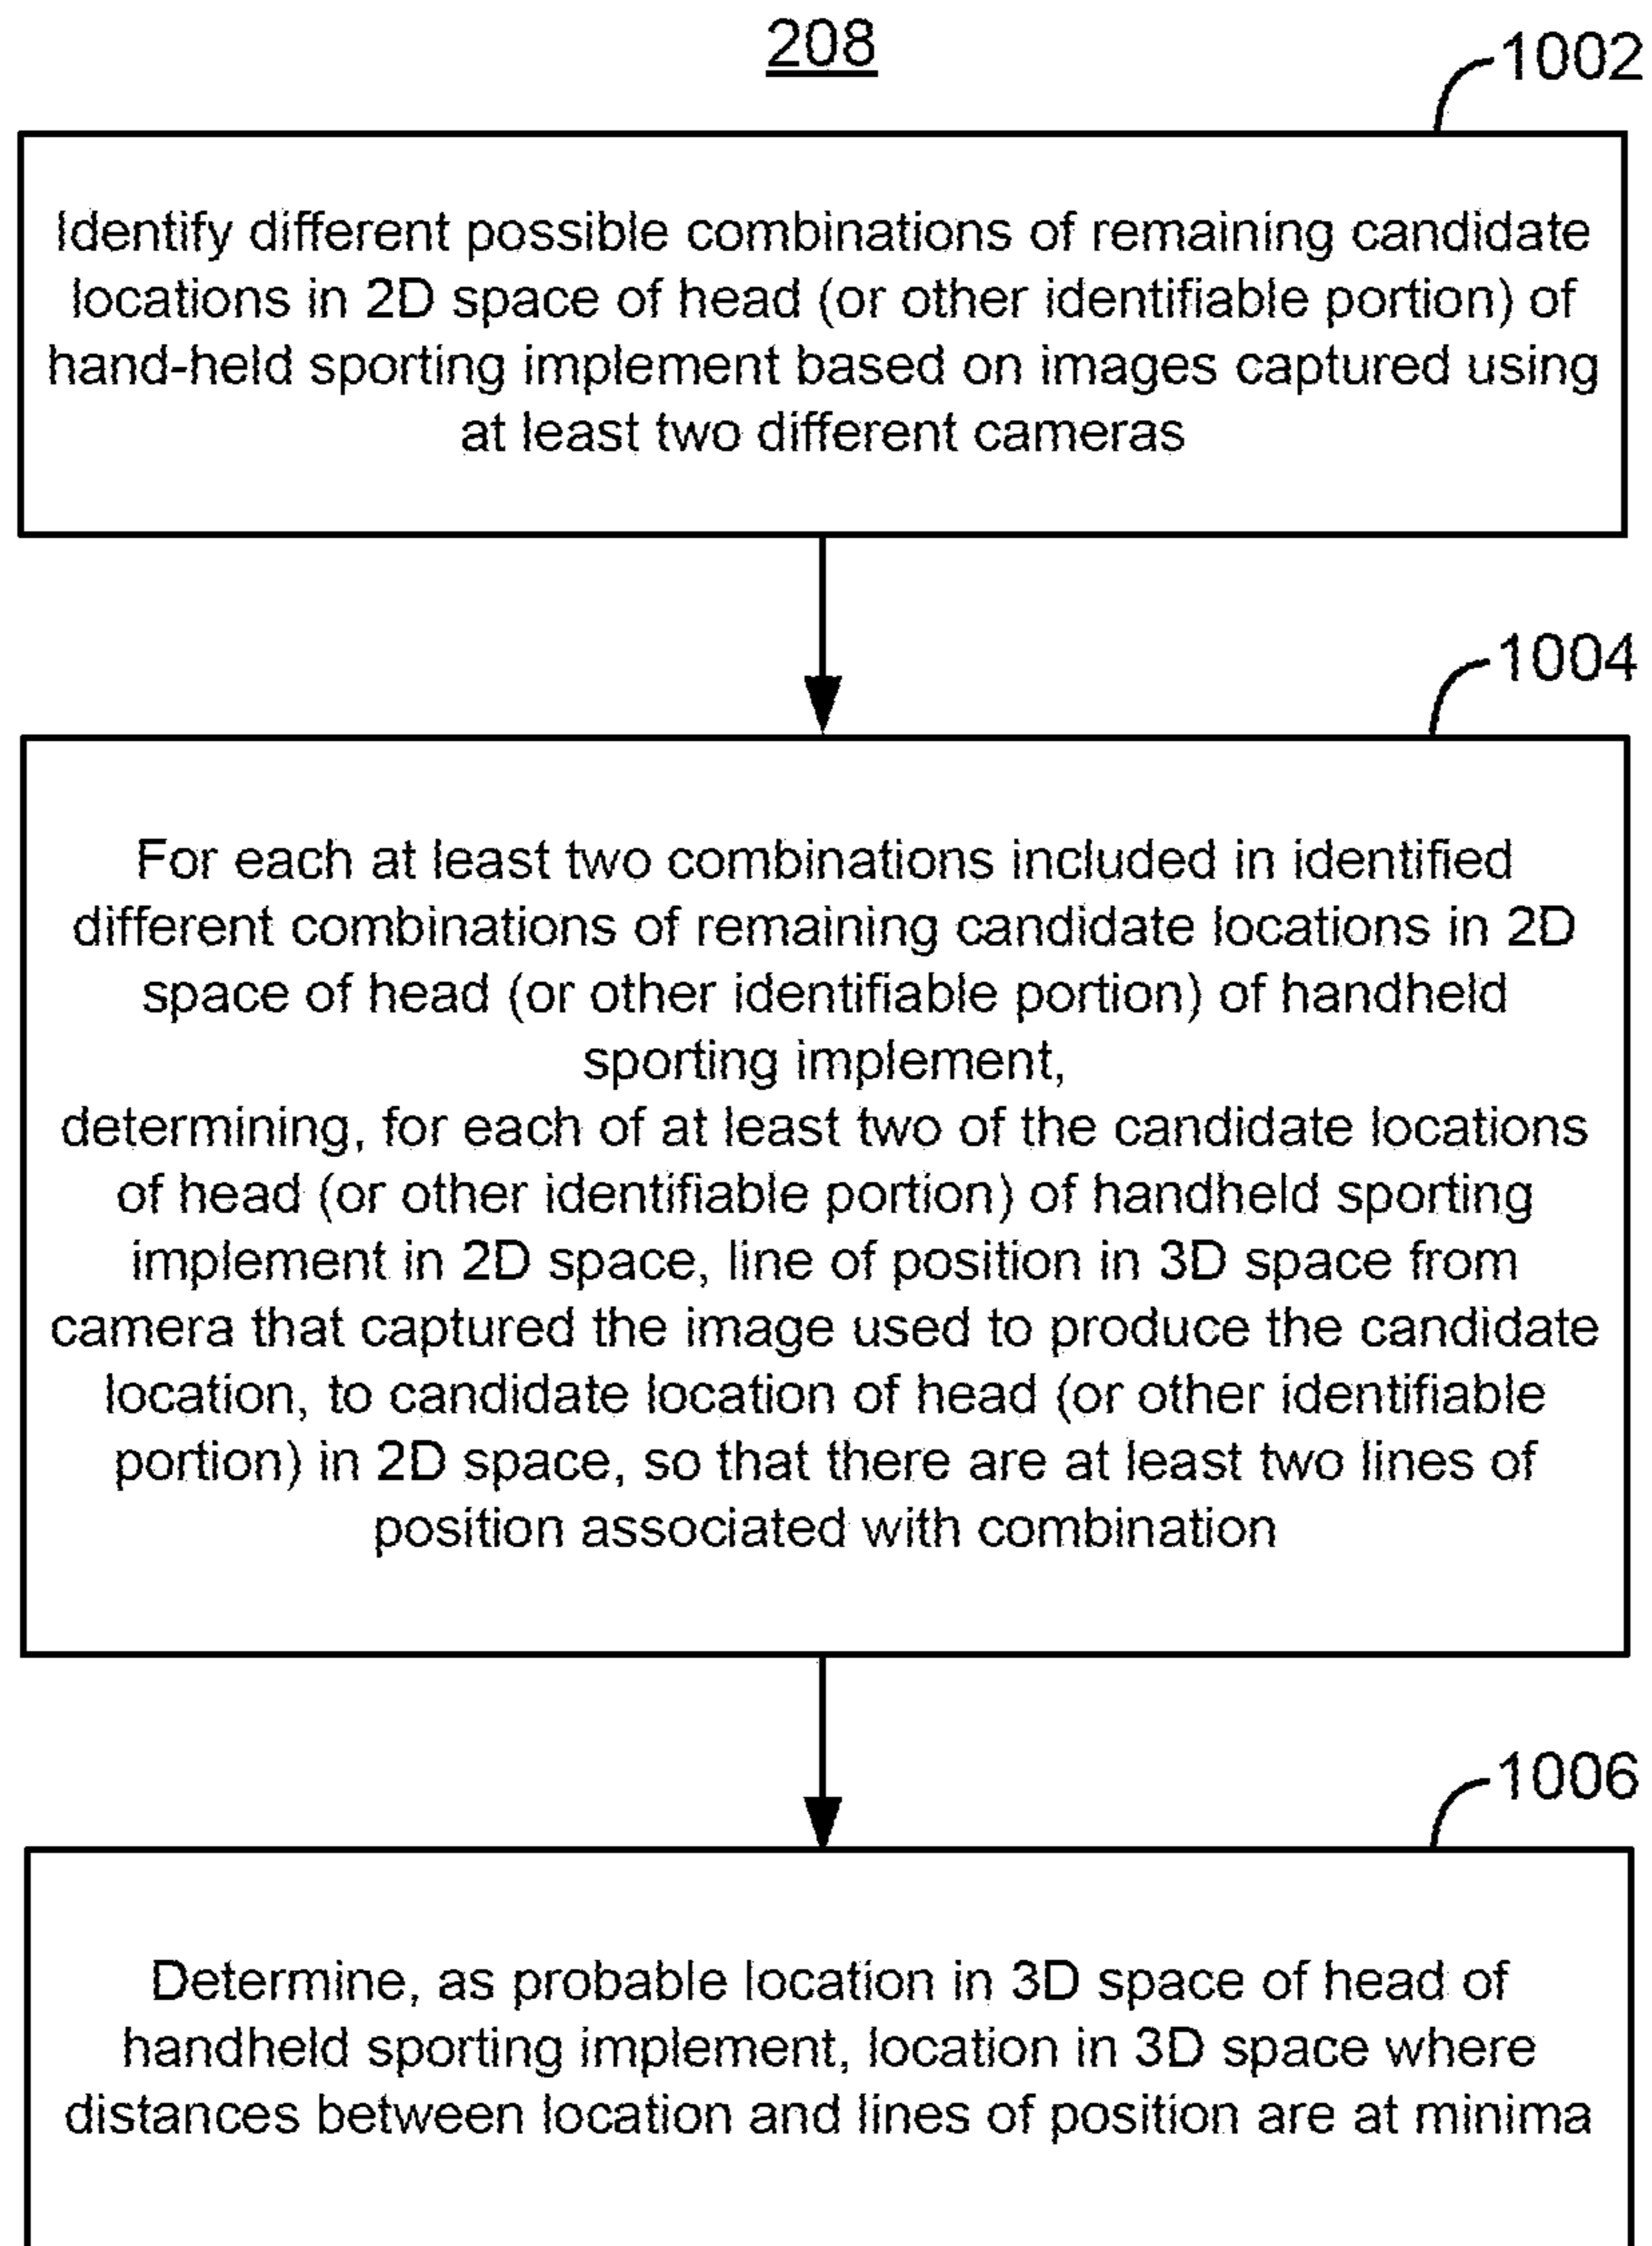 208
1002
Identify different possible combinations of remaining candidate
locations in 2D space of head (or other identifiable portion) of
hand-held sporting implement based on images captured using
at least two different cameras
1004
For each at least two combinations included in identified
different combinations of remaining candidate locations in 2D
space of head (or other identifiable portion) of handheld
sporting implement,
determining, for each of at least two of the candidate locations
of head (or other identifiable portion) of handheld sporting
implement in 2D space, line of position in 3D space from
camera that captured the image used to produce the candidate
location, to candidate location of head (or other identifiable
portion) in 2D space, so that there are at least two lines of
position associated with combination
1006
Determine, as probable location in 3D space of head of
handheld sporting implement, location in 3D space where
distances between location and lines of position are at minima